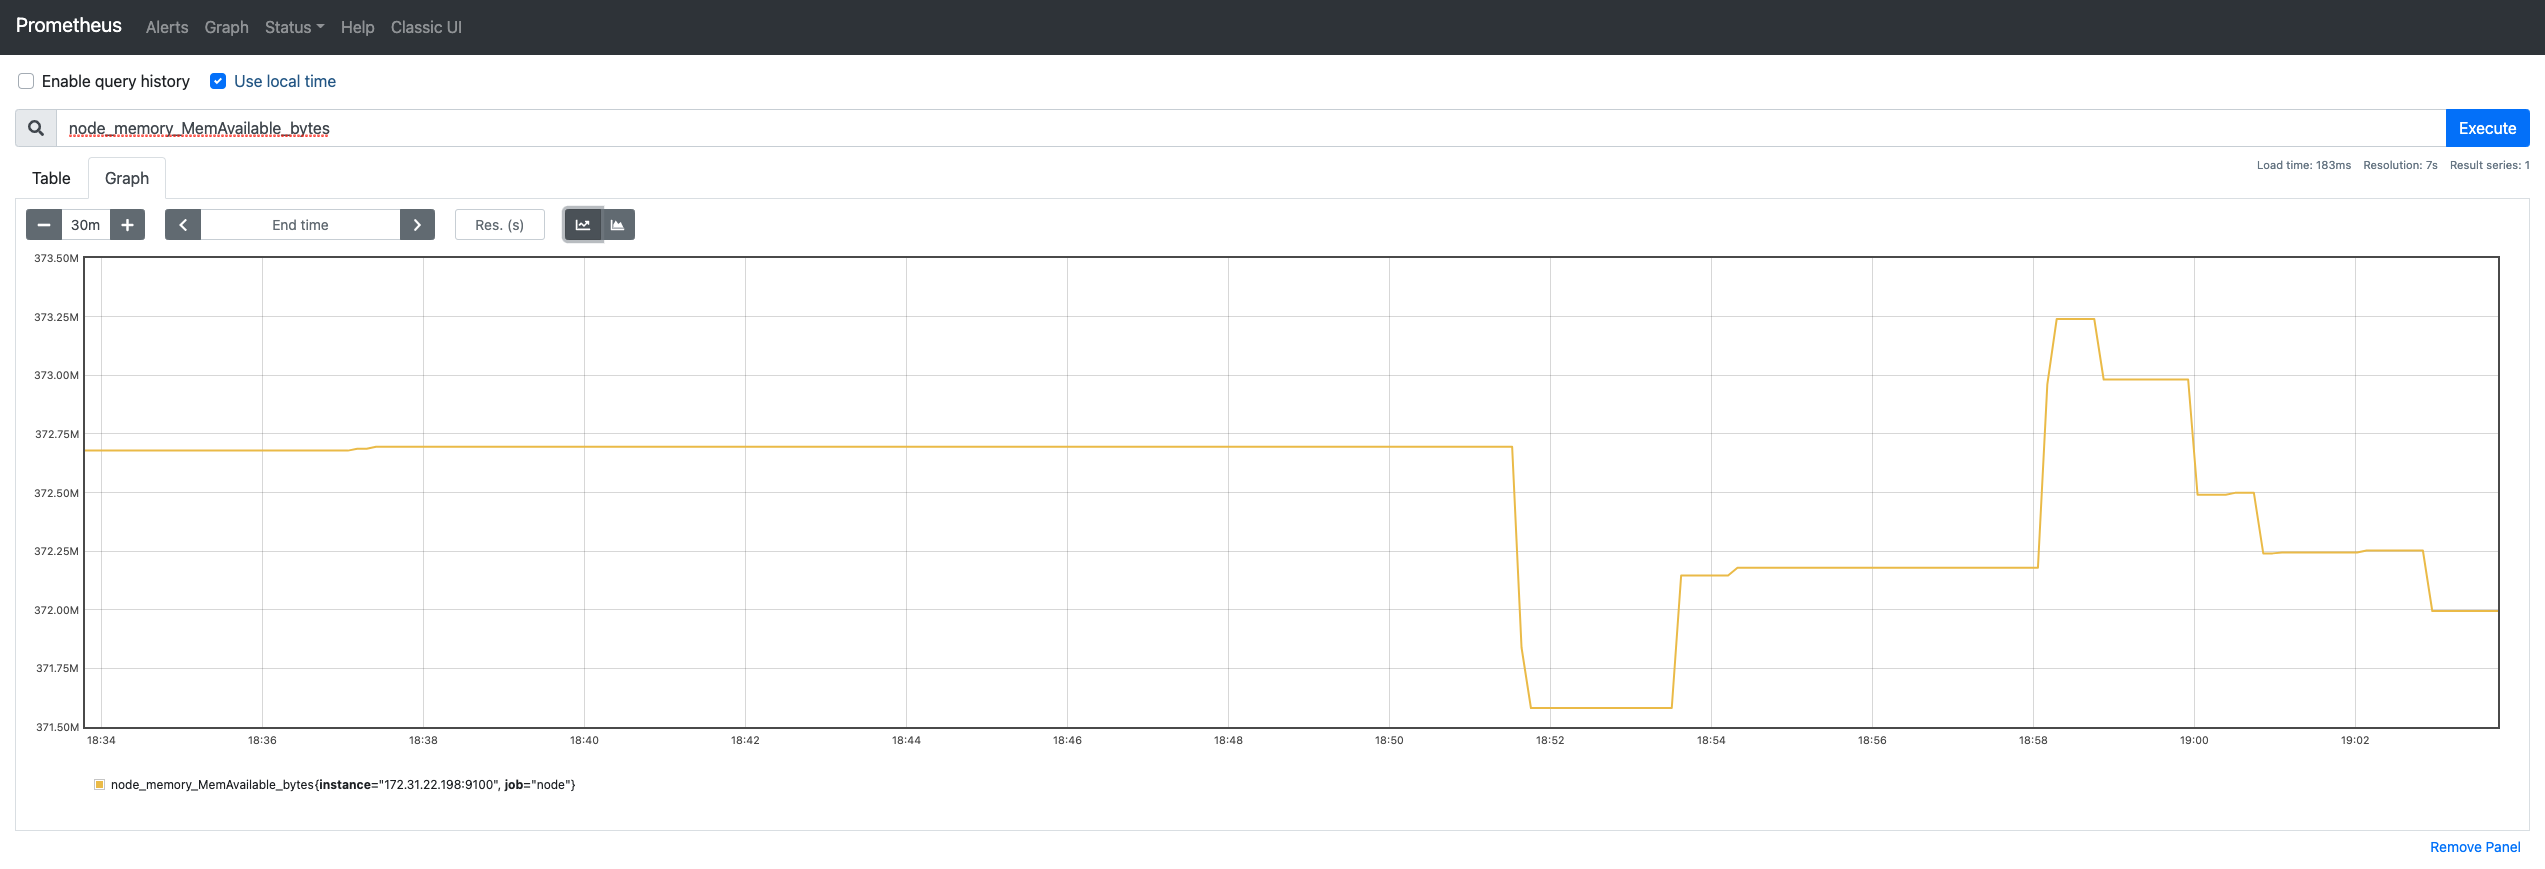 Prometheus Alerts Graph Status Help Classic UI
Enable query history Use local time
node_memory_MemAvailable_bytes Execute
Load time: 183ms Resolution: 7s Result series: 1
Table Graph
30m End time Res. (s)
373.50M
373.25M
373.00M
372.75M
372.50M
372.25M
372.00M
371.75M
371.50M
18:34 18:36 18:38 18:40 18:42 18:44 18:46 18:48 18:50 18:52 18:54 18:56 18:58 19:00 19:02
node_memory_MemAvailable_bytes{instance="172.31.22.198:9100", job="node"}
Remove Panel